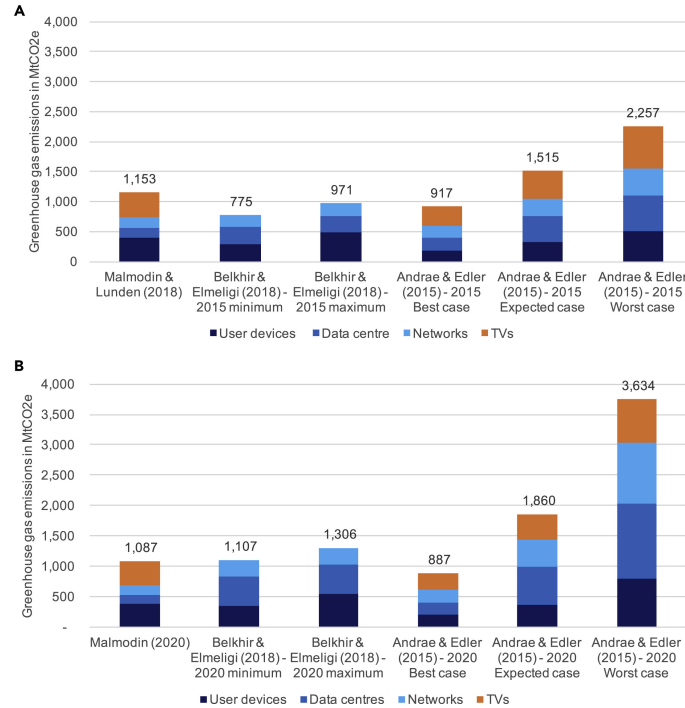 A
Greenhouse gas emissions in MtCO2e
4,000
3,500
3,000
2,500
2,000
1,500
1,000
500
0
1,153
775
971
917
1,515
2,257
Malmodin &
Lunden (2018)
Belkhir &
Elmeligi (2018) -
2015 minimum
Belkhir &
Elmeligi (2018) -
2015 maximum
Andrae & Edler
(2015) - 2015
Best case
Andrae & Edler
(2015) - 2015
Expected case
Andrae & Edler
(2015) - 2015
Worst case
User devices
Data centre
Networks
TVs
B
Greenhouse gas emissions in MtCO2e
4,000
3,500
3,000
2,500
2,000
1,500
1,000
500
-
1,087
1,107
1,306
887
1,860
3,634
Malmodin (2020)
Belkhir &
Elmeligi (2018) -
2020 minimum
Belkhir &
Elmeligi (2018) -
2020 maximum
Andrae & Edler
(2015) - 2020
Best case
Andrae & Edler
(2015) - 2020
Expected case
Andrae & Edler
(2015) - 2020
Worst case
User devices
Data centres
Networks
TVs